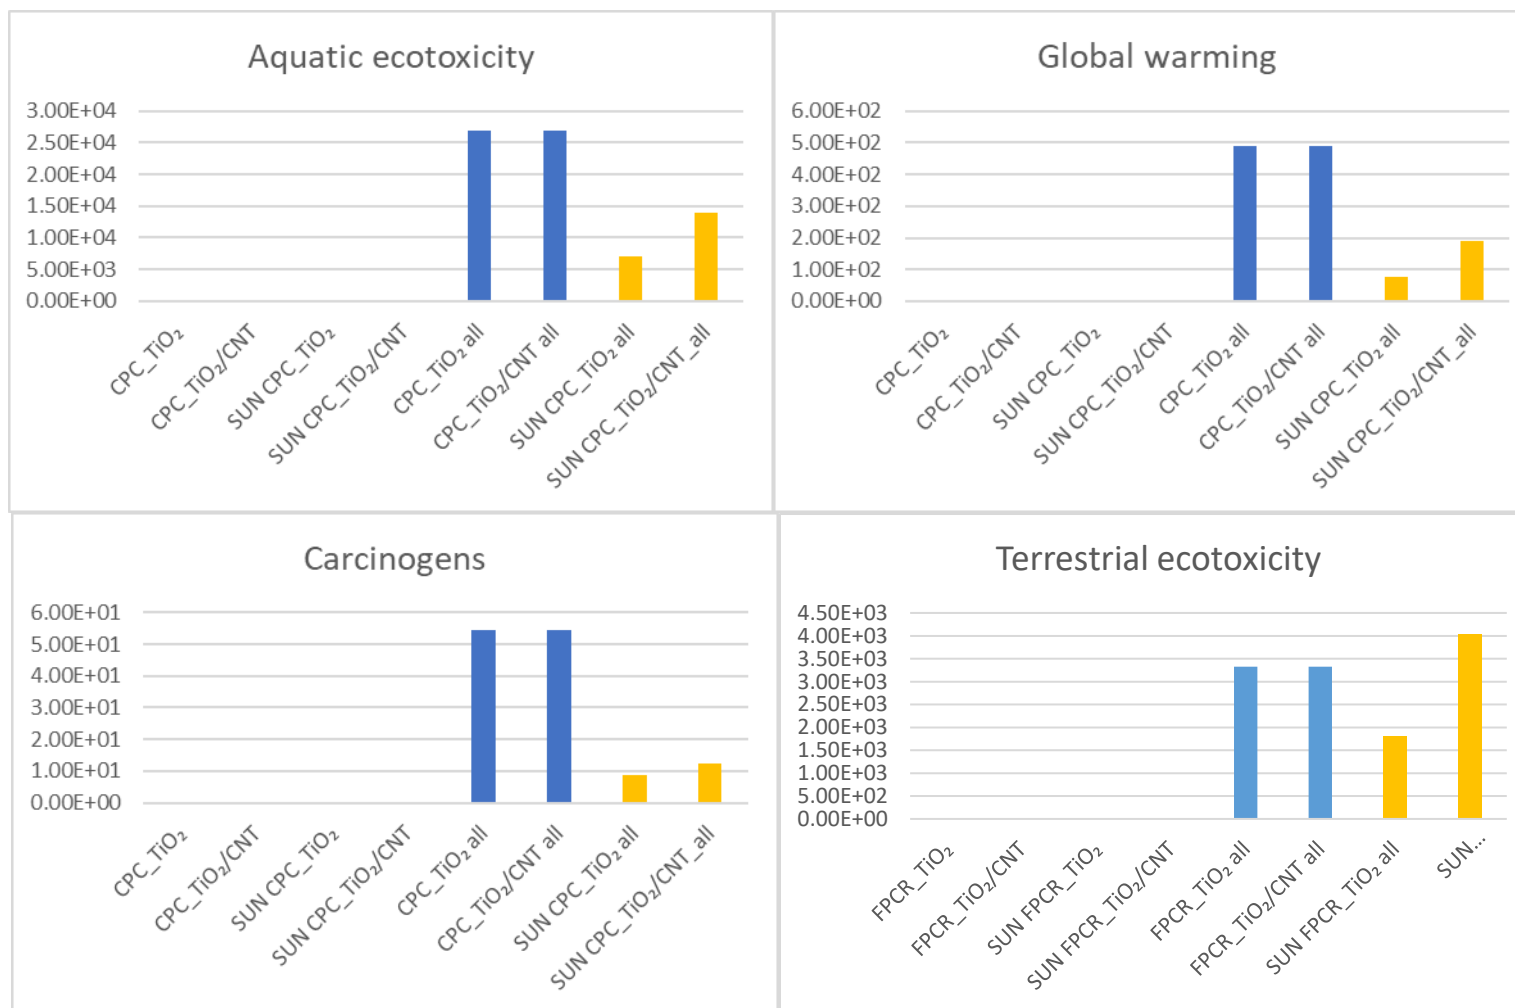 Aquatic ecotoxicity
3.00E+04
2.50E+04
2.00E+04
1.50E+04
1.00E+04
5.00E+03
0.00E+00
CPC_TiO₂
CPC_TiO₂/CNT
SUN CPC_TiO₂
SUN CPC_TiO₂/CNT
CPC_TiO₂ all
CPC_TiO₂/CNT all
SUN CPC_TiO₂ all
SUN CPC_TiO₂/CNT_all
Global warming
6.00E+02
5.00E+02
4.00E+02
3.00E+02
2.00E+02
1.00E+02
0.00E+00
CPC_TiO₂
CPC_TiO₂/CNT
SUN CPC_TiO₂
SUN CPC_TiO₂/CNT
CPC_TiO₂ all
CPC_TiO₂/CNT all
SUN CPC_TiO₂ all
SUN CPC_TiO₂/CNT_all
Carcinogens
6.00E+01
5.00E+01
4.00E+01
3.00E+01
2.00E+01
1.00E+01
0.00E+00
CPC_TiO₂
CPC_TiO₂/CNT
SUN CPC_TiO₂
SUN CPC_TiO₂/CNT
CPC_TiO₂ all
CPC_TiO₂/CNT all
SUN CPC_TiO₂ all
SUN CPC_TiO₂/CNT_all
Terrestrial ecotoxicity
4.50E+03
4.00E+03
3.50E+03
3.00E+03
2.50E+03
2.00E+03
1.50E+03
1.00E+03
5.00E+02
0.00E+00
FPCR_TiO₂
FPCR_TiO₂/CNT
SUN FPCR_TiO₂
SUN FPCR_TiO₂/CNT
FPCR_TiO₂ all
FPCR_TiO₂/CNT all
SUN FPCR_TiO₂ all
SUN...